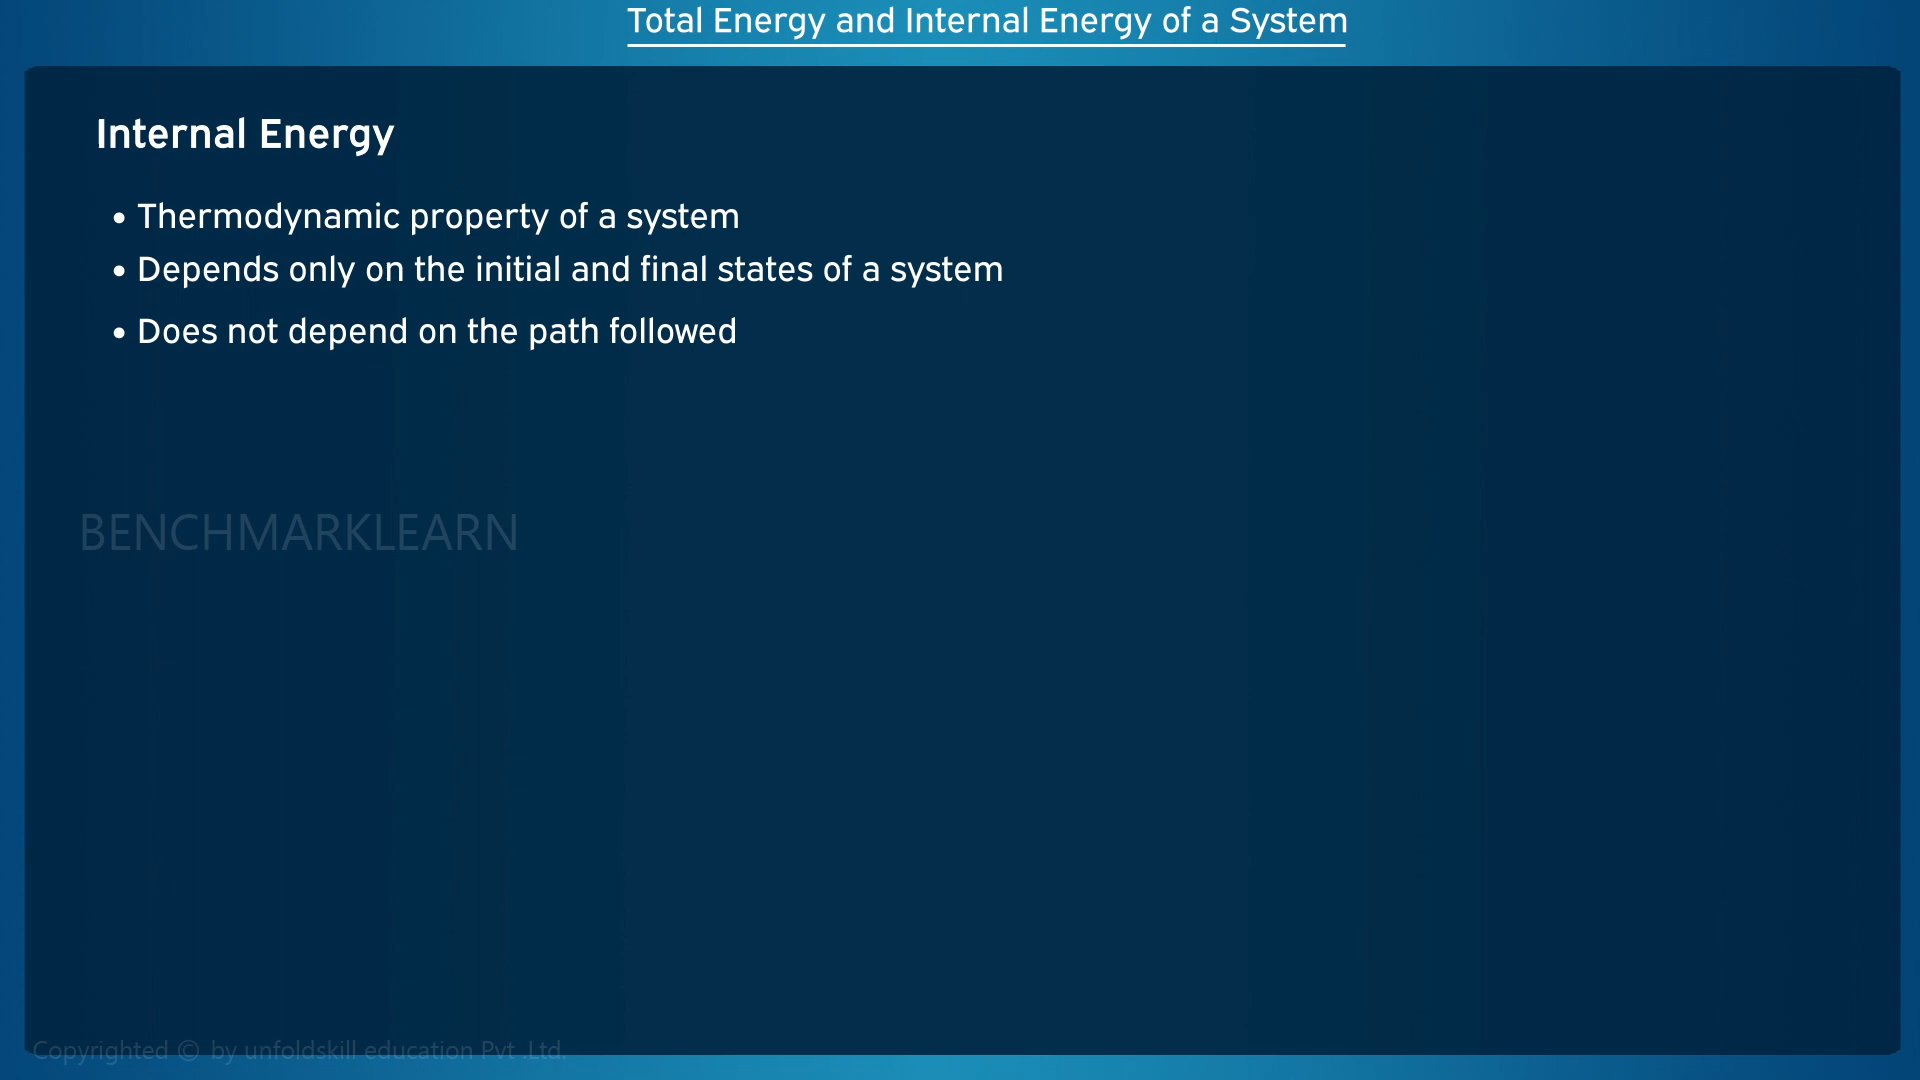 Total Energy and Internal Energy of a System
Internal Energy
• Thermodynamic property of a system
• Depends only on the initial and final states of a system
• Does not depend on the path followed
BENCHMARKLEARN
Copyrighted © by unfoldskill education Pvt .Ltd.